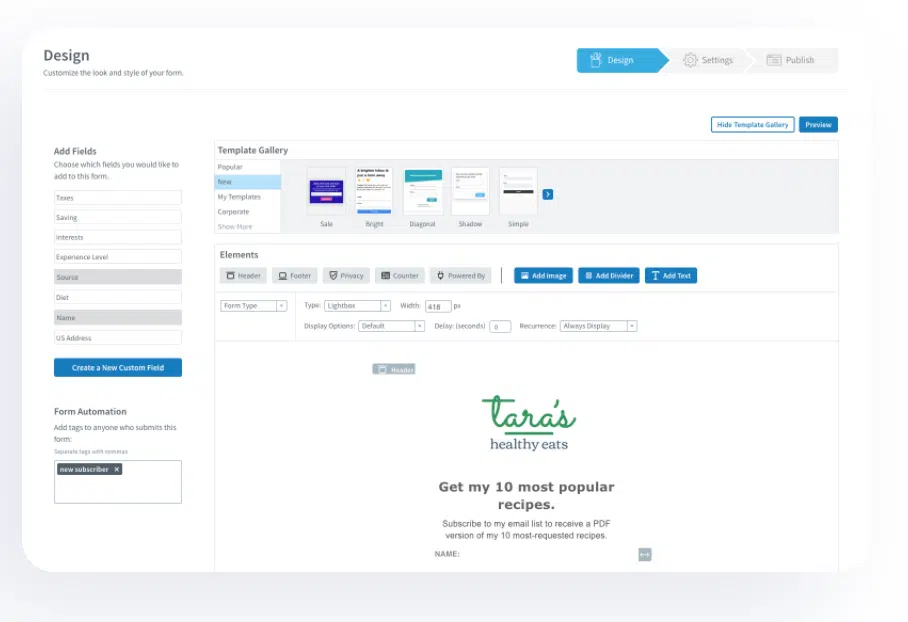 Design
Customize the look and style of your form.
Design
Settings
Publish
Hide Template Gallery
Preview
Add Fields
Choose which fields you would like to
add to this form.
Taxes
Saving
Interests
Experience Level
Source
Diet
Name
US Address
Create a New Custom Field
Form Automation
Add tags to anyone who submits this
form:
Separate tags with commas
new subscriber ×
Template Gallery
Popular
New
My Templates
Corporate
Show More
Sale
Bright
Diagonal
Shadow
Simple
Elements
Header
Footer
Privacy
Counter
Powered By
Add Image
Add Divider
Add Text
Form Type
Type: Lightbox
Width: 418 px
Display Options: Default
Delay: (seconds) 0
Recurrence: Always Display
Header
tara's
healthy eats
Get my 10 most popular
recipes.
Subscribe to my email list to receive a PDF
version of my 10 most-requested recipes.
NAME: